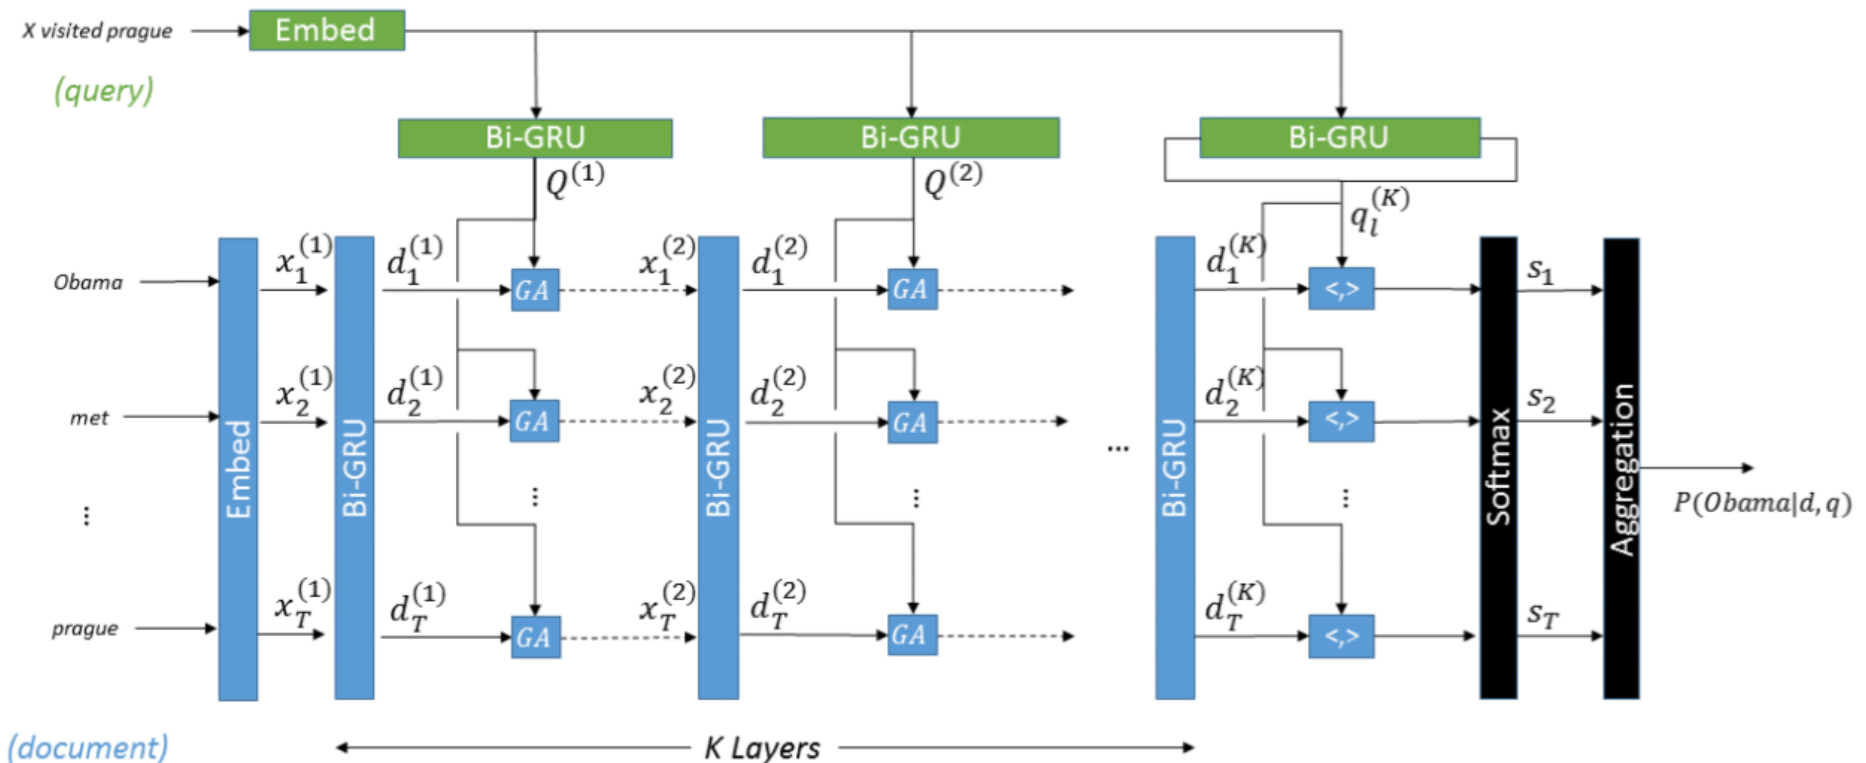 X visited prague
Embed
(query)
Bi-GRU
Bi-GRU
Bi-GRU
Q^{(1)}
Q^{(2)}
q_l^{(K)}
Obama
x_1^{(1)}
d_1^{(1)}
GA
x_1^{(2)}
d_1^{(2)}
GA
d_1^{(K)}
<,>
s_1
met
x_2^{(1)}
d_2^{(1)}
GA
x_2^{(2)}
d_2^{(2)}
GA
...
d_2^{(K)}
<,>
s_2
⋮
Embed
Bi-GRU
⋮
Bi-GRU
⋮
Bi-GRU
⋮
Softmax
Aggregation
P(Obama|d,q)
prague
x_T^{(1)}
d_T^{(1)}
GA
x_T^{(2)}
d_T^{(2)}
GA
d_T^{(K)}
<,>
s_T
(document)
K Layers